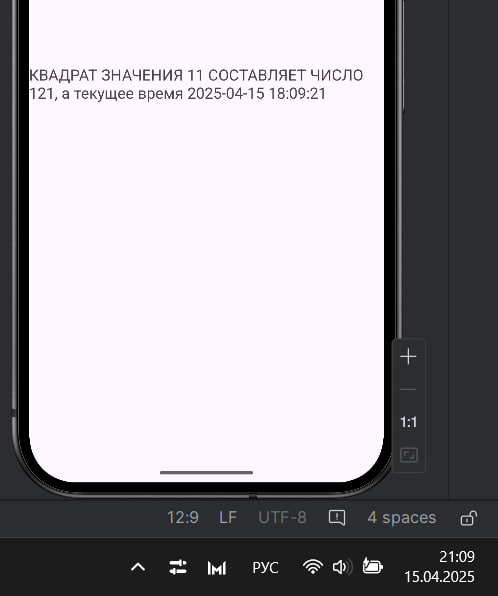 КВАДРАТ ЗНАЧЕНИЯ 11 СОСТАВЛЯЕТ ЧИСЛО
121, а текущее время 2025-04-15 18:09:21
1:1
12:9 LF UTF-8 4 spaces
РУС
21:09
15.04.2025